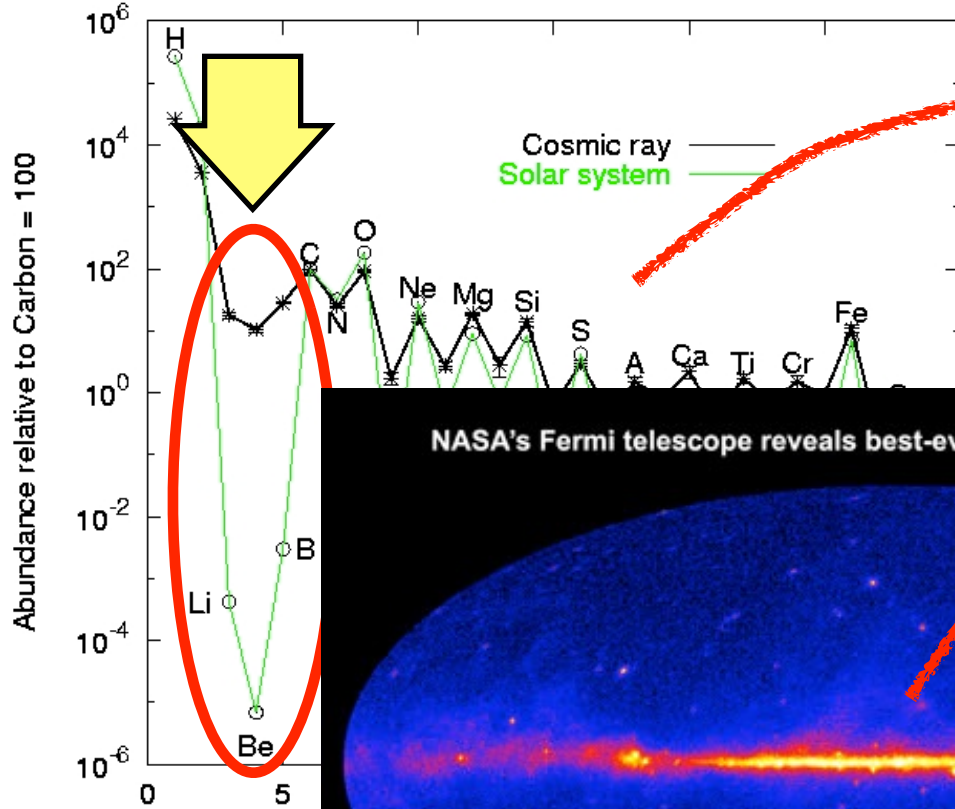 Abundance relative to Carbon = 100
10^6
10^4
10^2
10^0
10^-2
10^-4
10^-6
0
5
H
Cosmic ray
Solar system
C
O
N
Ne
Mg
Si
S
A
Ca
Ti
Cr
Fe
Li
B
Be
NASA's Fermi telescope reveals best-ev